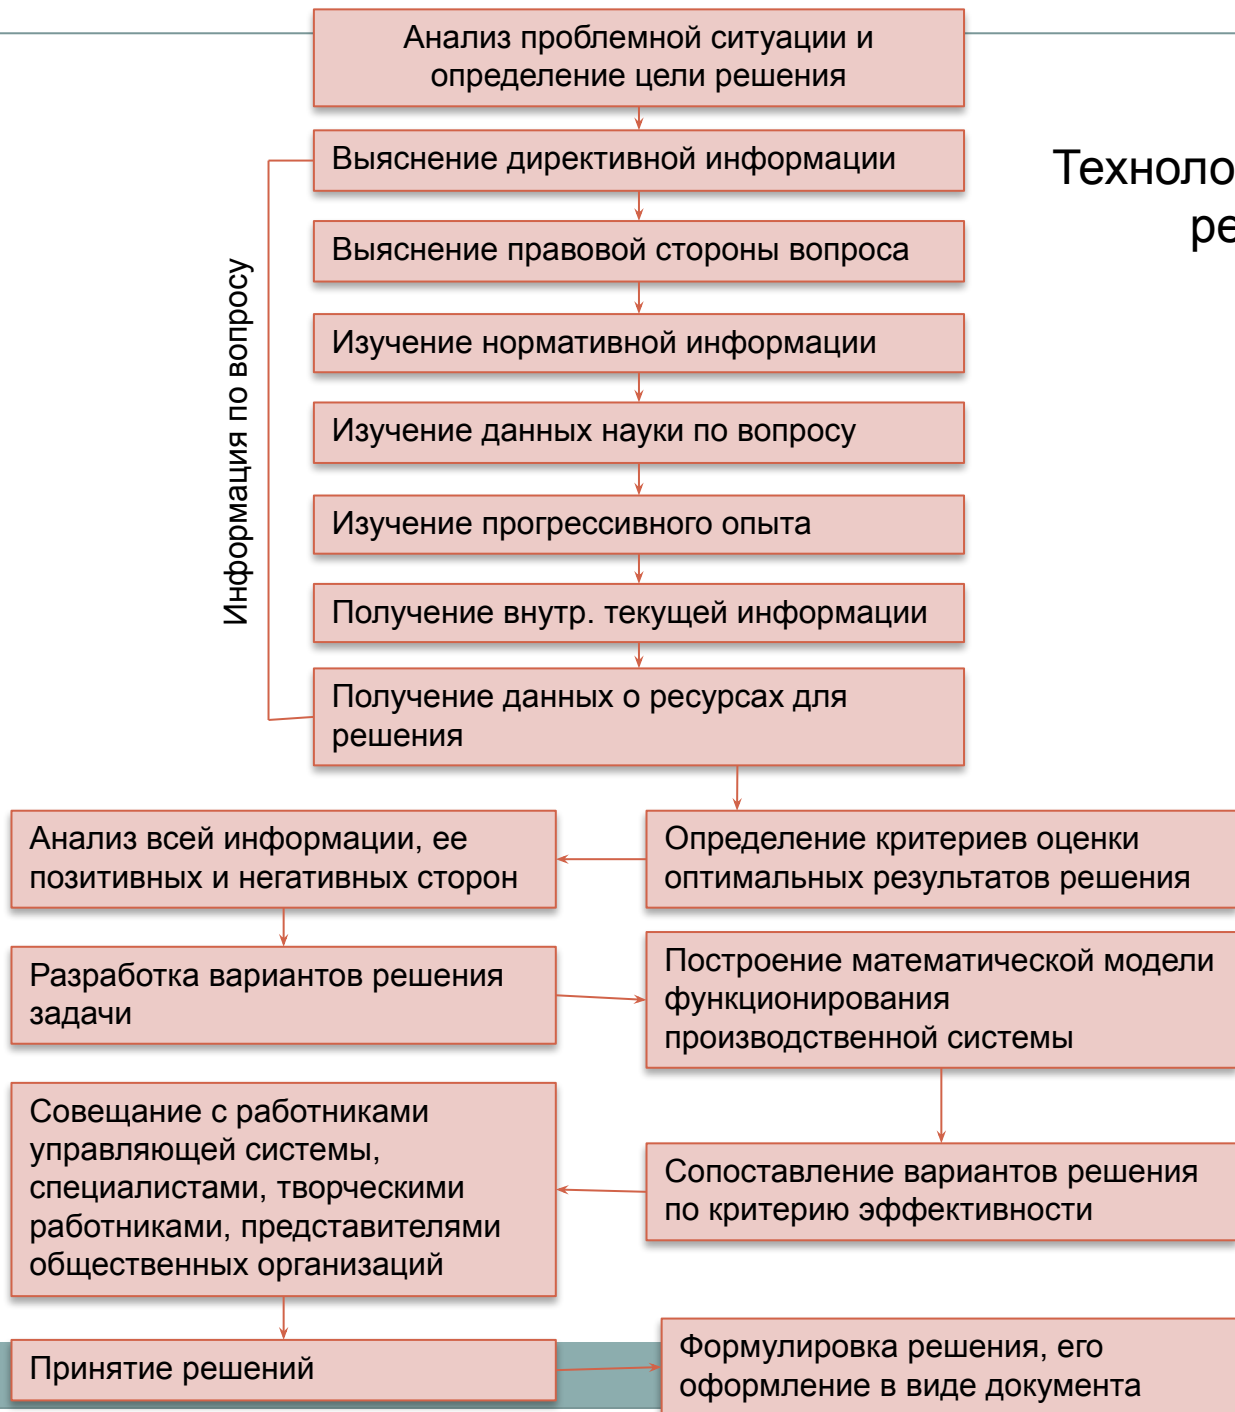 Анализ проблемной ситуации и
определение цели решения
Выяснение директивной информации
Выяснение правовой стороны вопроса
Изучение нормативной информации
Изучение данных науки по вопросу
Изучение прогрессивного опыта
Получение внутр. текущей информации
Получение данных о ресурсах для
решения
Информация по вопросу
Техноло
ре
Определение критериев оценки
оптимальных результатов решения
Анализ всей информации, ее
позитивных и негативных сторон
Разработка вариантов решения
задачи
Построение математической модели
функционирования
производственной системы
Сопоставление вариантов решения
по критерию эффективности
Совещание с работниками
управляющей системы,
специалистами, творческими
работниками, представителями
общественных организаций
Принятие решений
Формулировка решения, его
оформление в виде документа